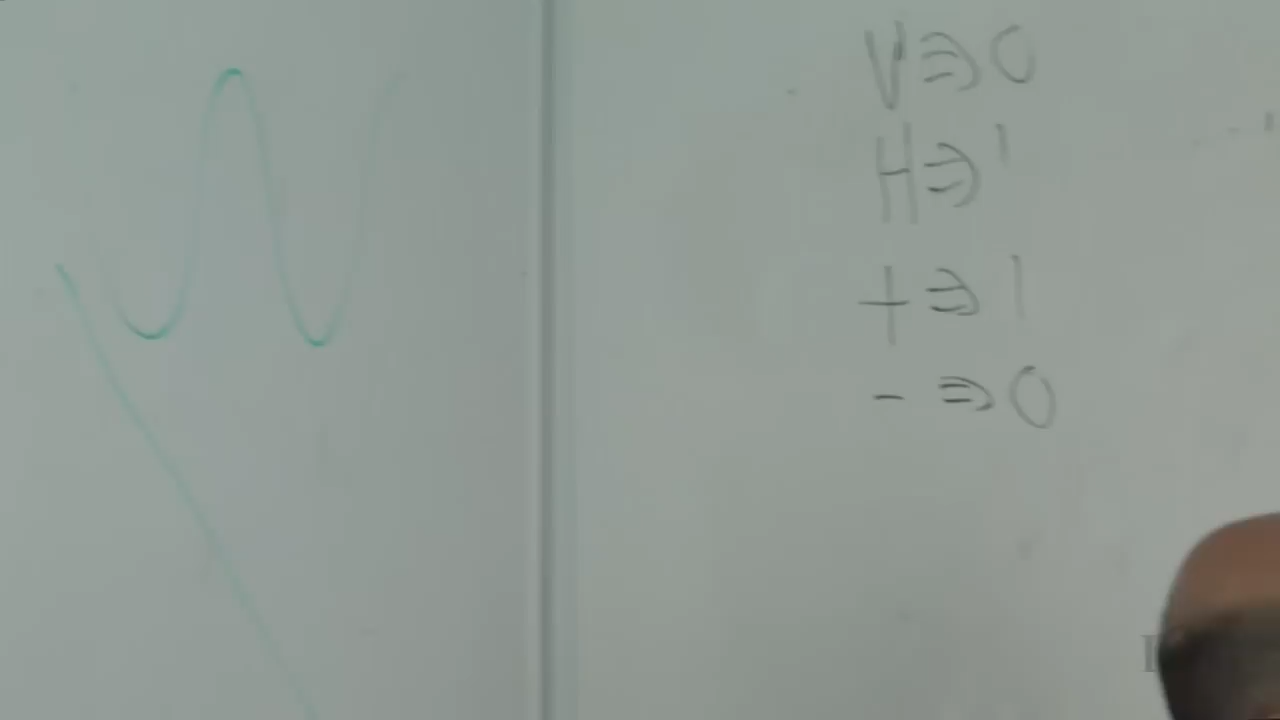 V ⇒ 0
H ⇒ 1
+ ⇒ 1
- ⇒ 0